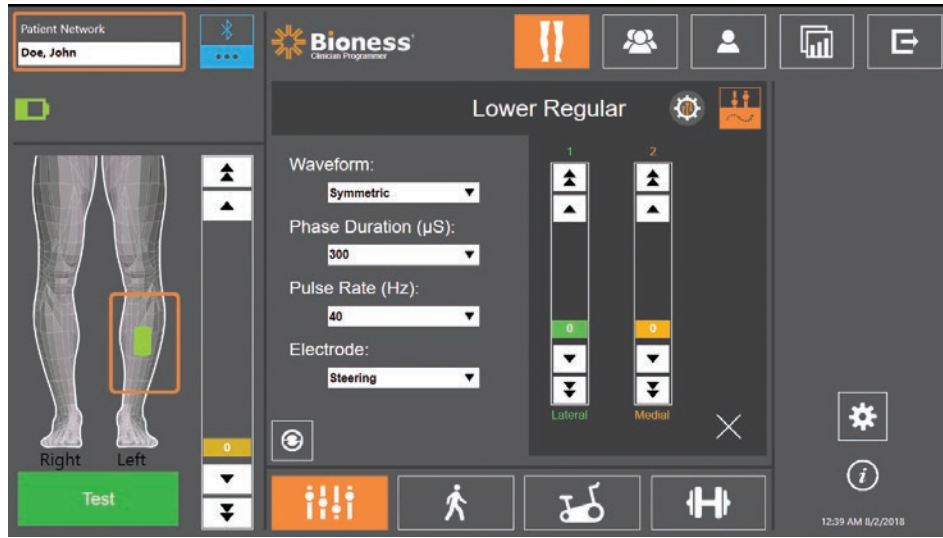 Patient Network
Doe, John
Bioness
Clinician Programmer
Lower Regular
Waveform:
Symmetric
Phase Duration (µS):
300
Pulse Rate (Hz):
40
Electrode:
Steering
1
2
0
0
Lateral
Medial
0
Right
Left
Test
i
12:39 AM 8/2/2018